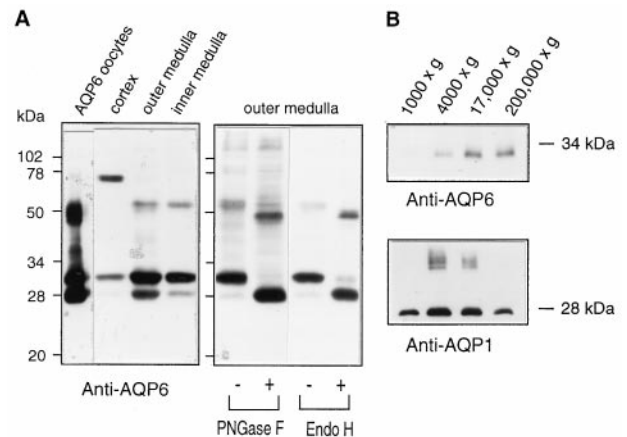 A
AQP6 oocytes
cortex
outer medulla
inner medulla
kDa
102
78
50
34
28
20
Anti-AQP6
outer medulla
- + - +
PNGase F Endo H
B
1000 x g
4000 x g
17,000 x g
200,000 x g
34 kDa
Anti-AQP6
28 kDa
Anti-AQP1